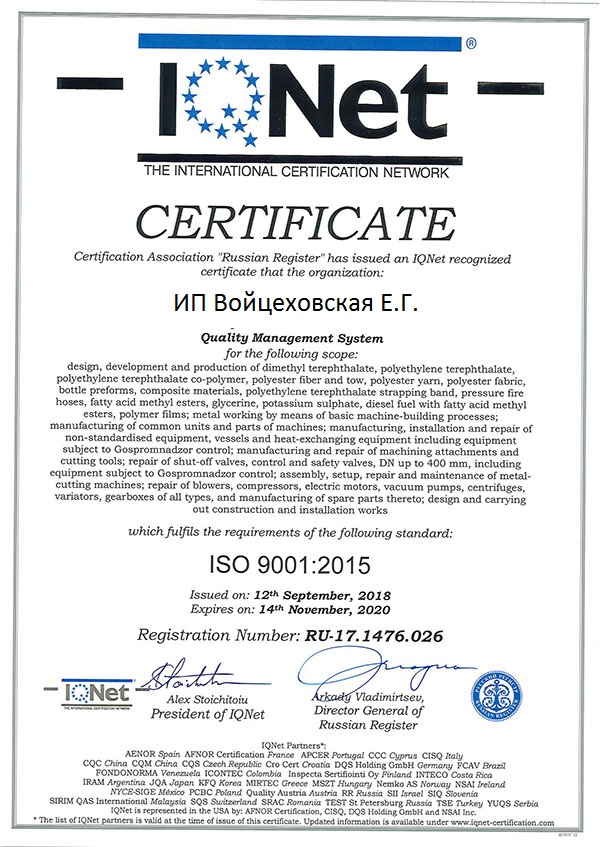 IQNet ®
THE INTERNATIONAL CERTIFICATION NETWORK
CERTIFICATE
Certification Association "Russian Register" has issued an IQNet recognized
certificate that the organization:
ИП Войцеховская Е.Г.
Quality Management System
for the following scope:
design, development and production of dimethyl terephthalate, polyethylene terephthalate,
polyethylene terephthalate co-polymer, polyester fiber and tow, polyester yarn, polyester fabric,
bottle preforms, composite materials, polyethylene terephthalate strapping band, pressure fire
hoses, fatty acid methyl esters, glycerine, potassium sulphate, diesel fuel with fatty acid methyl
esters, polymer films; metal working by means of basic machine-building processes;
manufacturing of common units and parts of machines; manufacturing, installation and repair of
non-standardised equipment, vessels and heat-exchanging equipment including equipment
subject to Gospromnadzor control; manufacturing and repair of machining attachments and
cutting tools; repair of shut-off valves, control and safety valves, DN up to 400 mm, including
equipment subject to Gospromnadzor control; assembly, setup, repair and maintenance of metal-
cutting machines; repair of blowers, compressors, electric motors, vacuum pumps, centrifuges,
variators, gearboxes of all types, and manufacturing of spare parts thereto; design and carrying
out construction and installation works
which fulfils the requirements of the following standard:
ISO 9001:2015
Issued on: 12th September, 2018
Expires on: 14th November, 2020
Registration Number: RU-17.1476.026
IQNet
THE INTERNATIONAL CERTIFICATION NETWORK
Alex Stoichitoiu
President of IQNet
Arkady Vladimirtsev,
Director General of
Russian Register
IQNet Partners*:
AENOR Spain AFNOR Certification France APCER Portugal CCC Cyprus CISQ Italy
CQC China CQM China CQS Czech Republic Cro Cert Croatia DQS Holding GmbH Germany FCAV Brazil
FONDONORMA Venezuela ICONTEC Colombia Inspecta Sertifiointi Oy Finland INTECO Costa Rica
IRAM Argentina JQA Japan KFQ Korea MIRTEC Greece MSZT Hungary Nemko AS Norway NSAI Ireland
NYCE-SIGE México PCBC Poland Quality Austria Austria RR Russia SII Israel SIQ Slovenia
SIRIM QAS International Malaysia SQS Switzerland SRAC Romania TEST St Petersburg Russia TSE Turkey YUQS Serbia
IQNet is represented in the USA by: AFNOR Certification, CISQ, DQS Holding GmbH and NSAI Inc.
* The list of IQNet partners is valid at the time of issue of this certificate. Updated information is available under www.iqnet-certification.com